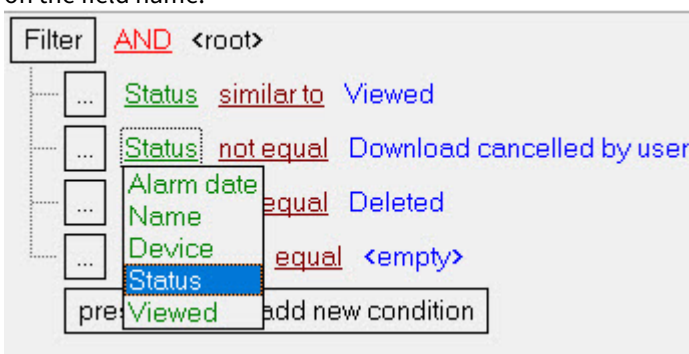 on the field name.
Filter AND <root>
... Status similar to Viewed
... Status not equal Download cancelled by user
Alarm date
... equal Deleted
Name
Device
... equal <empty>
Status
Viewed
pre add new condition